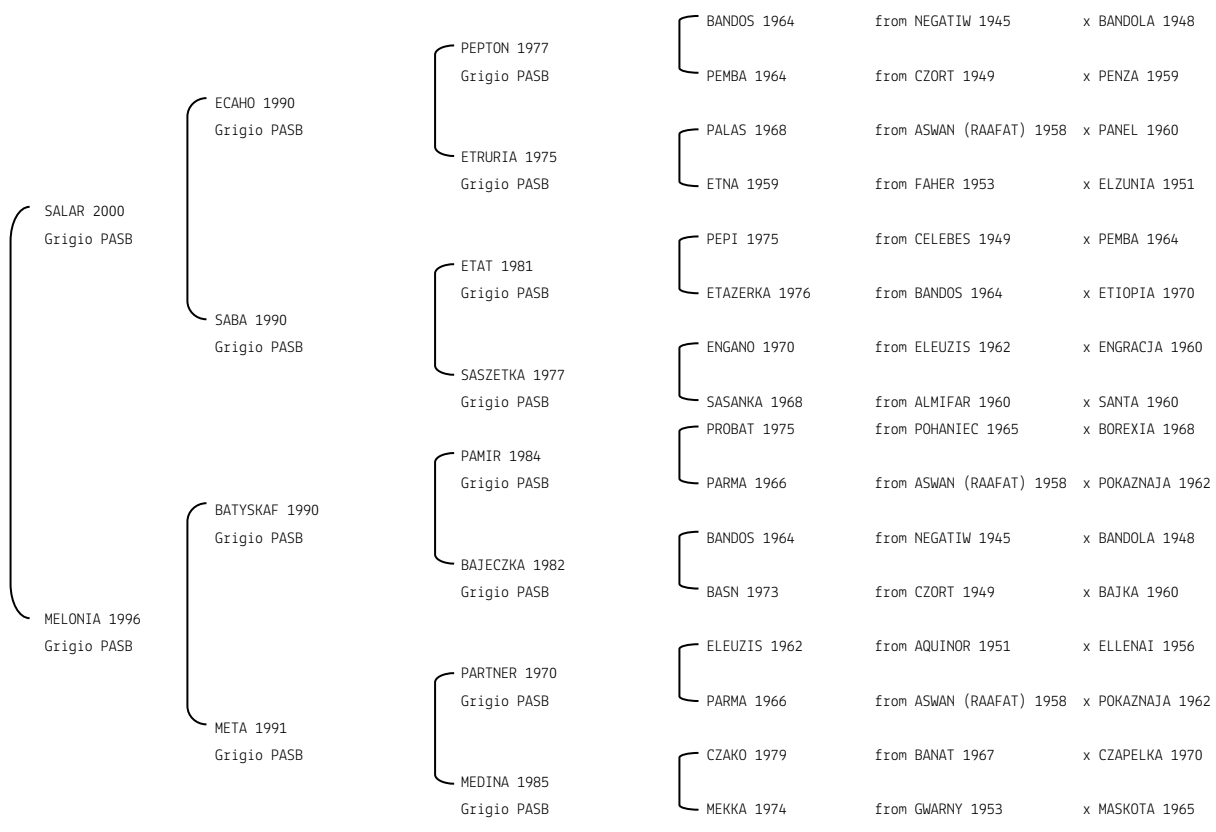 BANDOS 1964 from NEGATIW 1945 x BANDOLA 1948
PEPTON 1977
Grigio PASB PEMBA 1964 from CZORT 1949 x PENZA 1959
ECAHO 1990
Grigio PASB PALAS 1968 from ASWAN (RAAFAT) 1958 x PANEL 1960
ETRURIA 1975
Grigio PASB ETNA 1959 from FAHER 1953 x ELZUNIA 1951
SALAR 2000
Grigio PASB PEPI 1975 from CELEBES 1949 x PEMBA 1964
ETAT 1981
Grigio PASB ETAZERKA 1976 from BANDOS 1964 x ETIOPIA 1970
SABA 1990
Grigio PASB ENGANO 1970 from ELEUZIS 1962 x ENGRACJA 1960
SASZETKA 1977
Grigio PASB SASANKA 1968 from ALMIFAR 1960 x SANTA 1960
PROBAT 1975 from POHANIEC 1965 x BOREXIA 1968
PAMIR 1984
Grigio PASB PARMA 1966 from ASWAN (RAAFAT) 1958 x POKAZNAJA 1962
BATYSKAF 1990
Grigio PASB BANDOS 1964 from NEGATIW 1945 x BANDOLA 1948
BAJECZKA 1982
Grigio PASB BASN 1973 from CZORT 1949 x BAJKA 1960
MELONIA 1996
Grigio PASB ELEUZIS 1962 from AQUINOR 1951 x ELLENAI 1956
PARTNER 1970
Grigio PASB PARMA 1966 from ASWAN (RAAFAT) 1958 x POKAZNAJA 1962
META 1991
Grigio PASB CZAKO 1979 from BANAT 1967 x CZAPELKA 1970
MEDINA 1985
Grigio PASB MEKKA 1974 from GWARNY 1953 x MASKOTA 1965